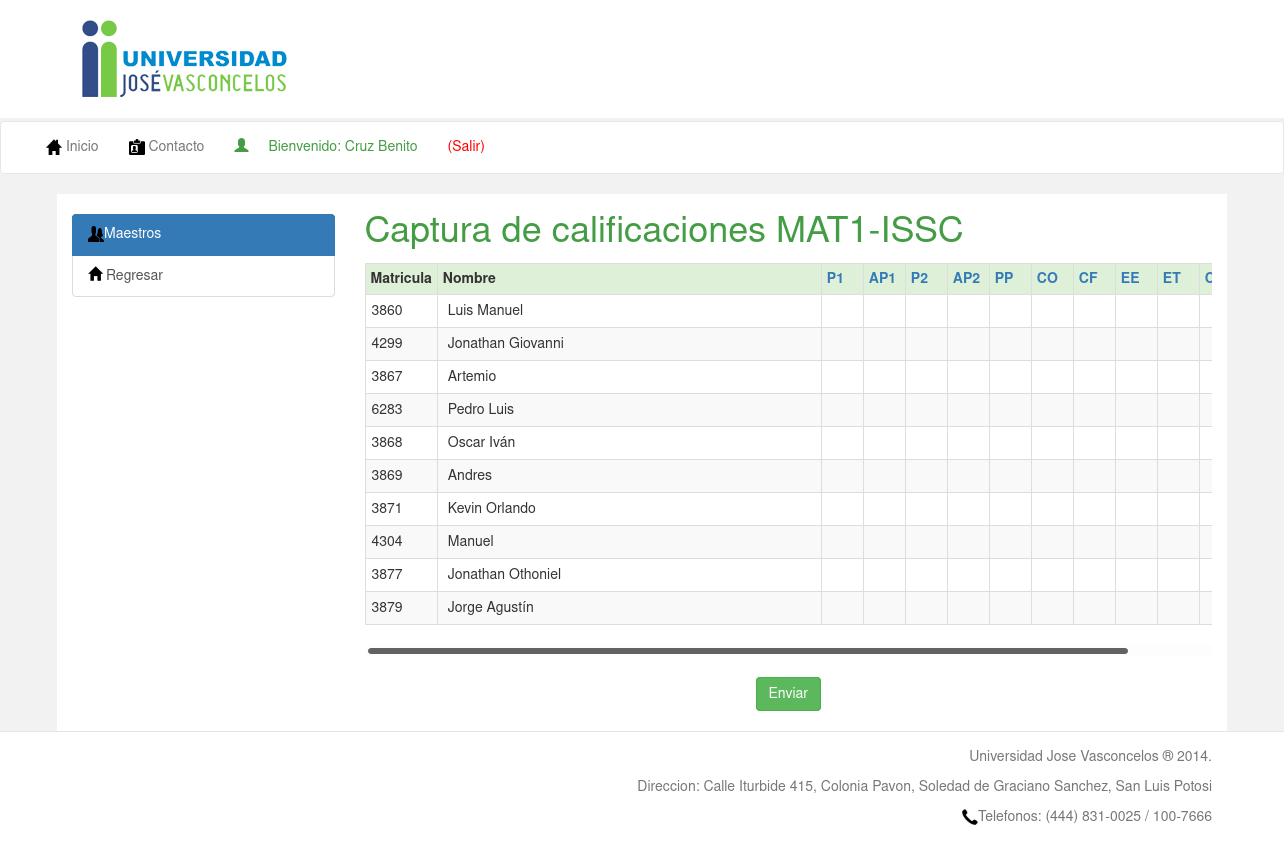 UNIVERSIDAD
JOSÉVASCONCELOS
Inicio Contacto Bienvenido: Cruz Benito (Salir)
Maestros
Regresar
Captura de calificaciones MAT1-ISSC
Matricula Nombre P1 AP1 P2 AP2 PP CO CF EE ET
3860 Luis Manuel
4299 Jonathan Giovanni
3867 Artemio
6283 Pedro Luis
3868 Oscar Iván
3869 Andres
3871 Kevin Orlando
4304 Manuel
3877 Jonathan Othoniel
3879 Jorge Agustín
Enviar
Universidad Jose Vasconcelos ® 2014.
Direccion: Calle Iturbide 415, Colonia Pavon, Soledad de Graciano Sanchez, San Luis Potosi
Telefonos: (444) 831-0025 / 100-7666